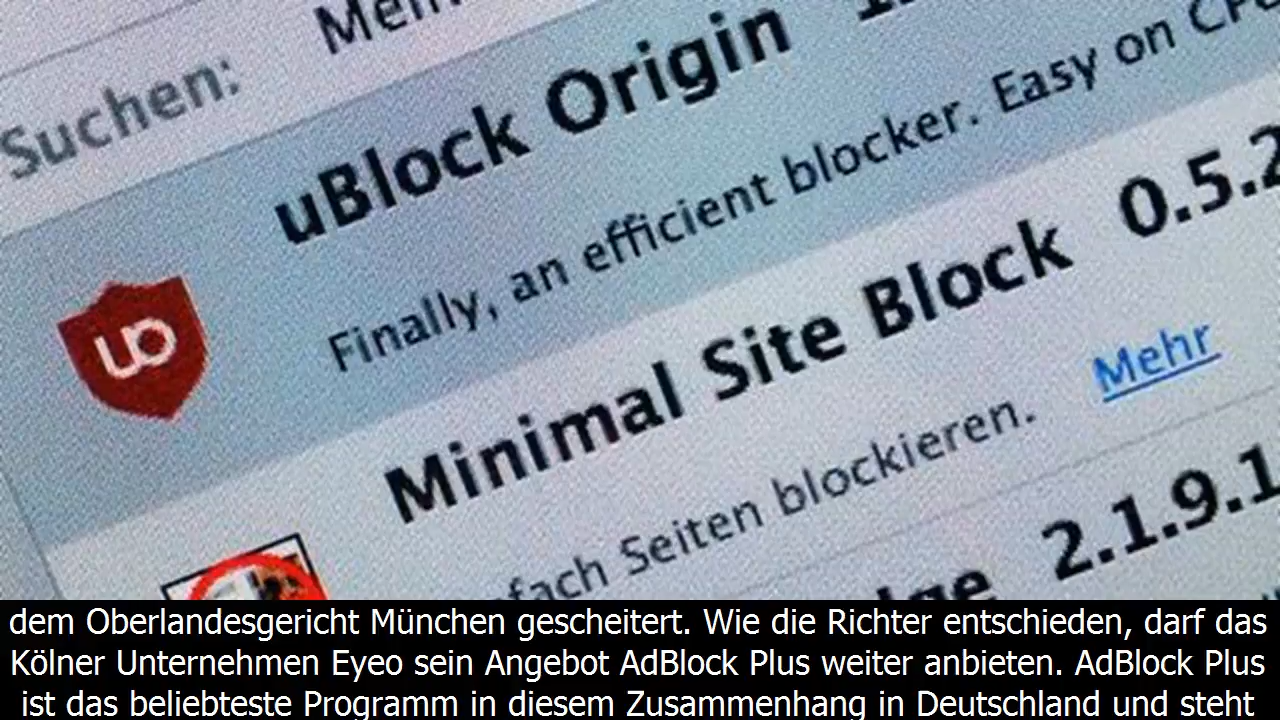 Suchen:
uBlock Origin
Finally, an efficient blocker. Easy on
Minimal Site Block 0.5.2
Seiten blockieren. Mehr
2.1.9.1
uo
dem Oberlandesgericht München gescheitert. Wie die Richter entschieden, darf das
Kölner Unternehmen Eyeo sein Angebot AdBlock Plus weiter anbieten. AdBlock Plus
ist das beliebteste Programm in diesem Zusammenhang in Deutschland und steht